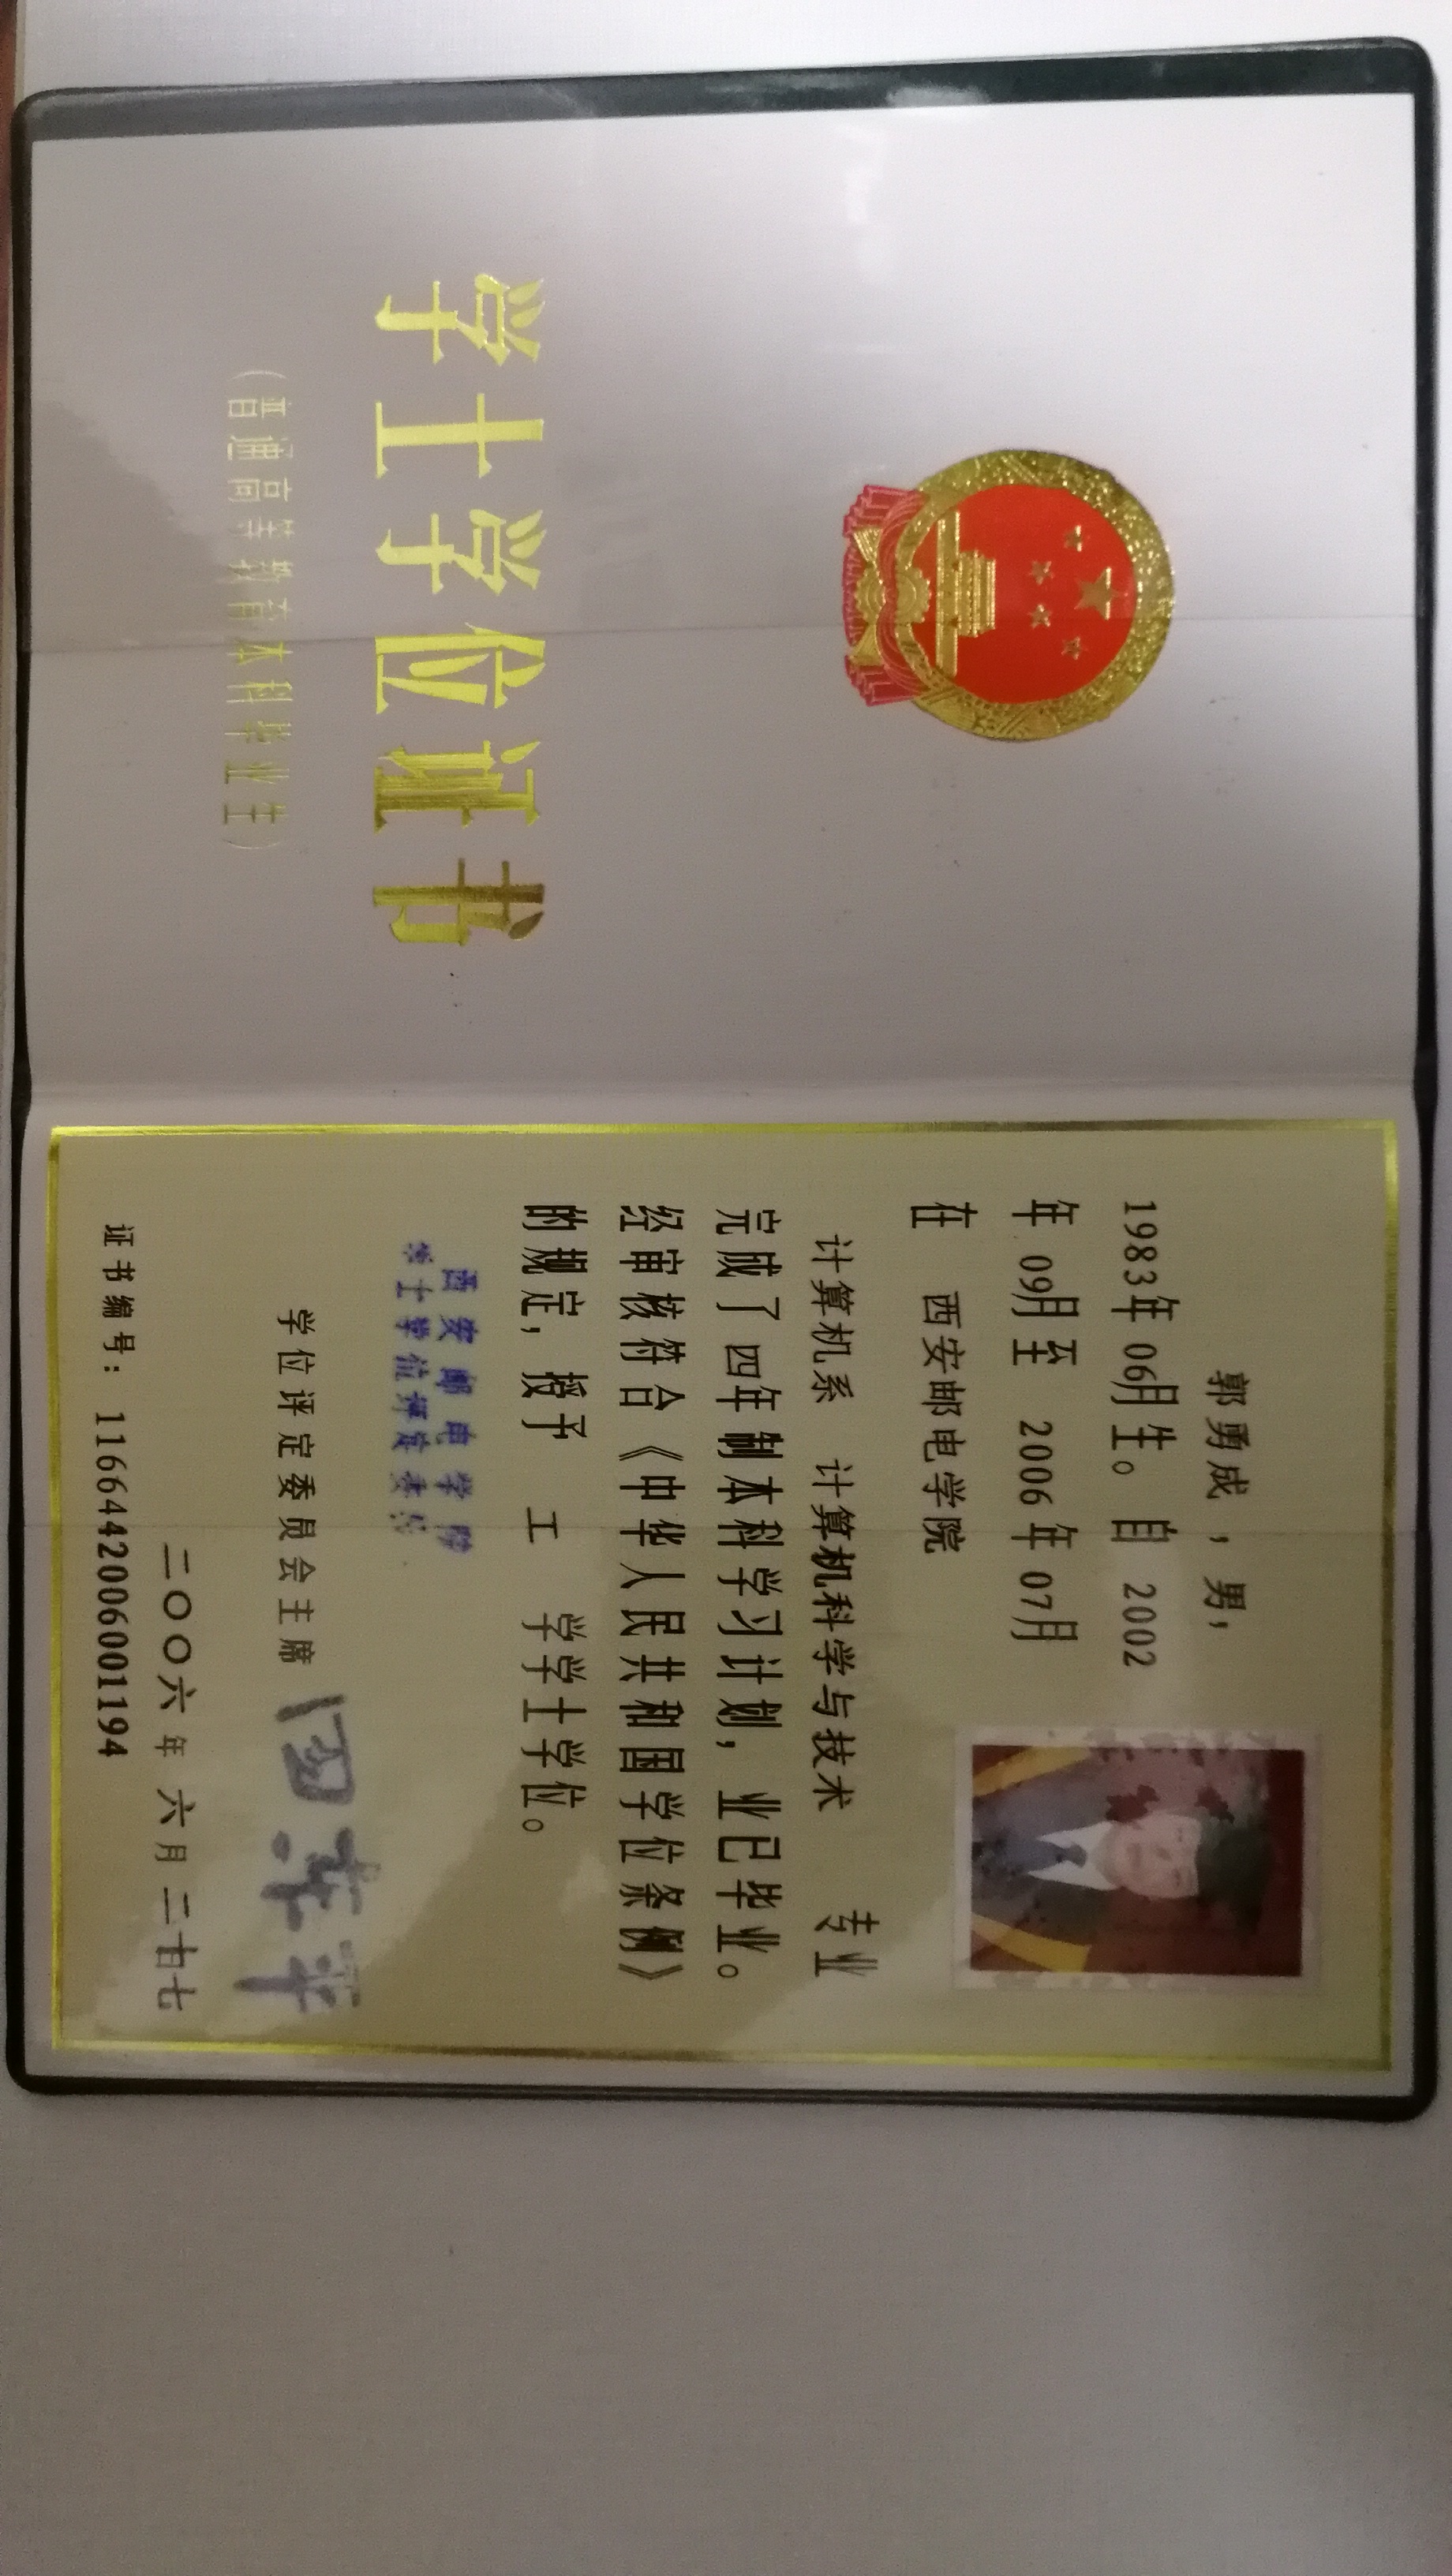 学士学位证书
（普通高等教育本科毕业生）
郭勇成，男，
1983年 06月生。自 2002
年 09月至 2006年07月
在 西安邮电学院
计算机系 计算机科学与技术 专业
完成了四年制本科学习计划，业已毕业。
经审核符合《中华人民共和国学位条例》
的规定，授予 工 学学士学位。
西安邮电学院
学士学位评定委员
学位评定委员会主席
二〇〇六年 六月 二十七
证书编号：1166442006001194